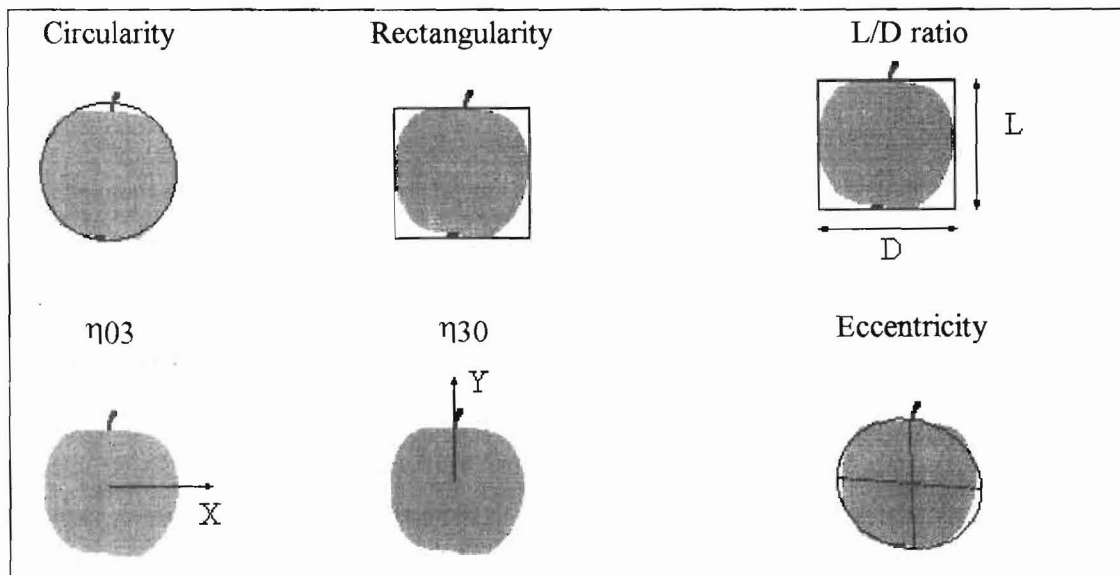 Circularity
Rectangularity
L/D ratio
L
D
η03
η30
Eccentricity
X
Y